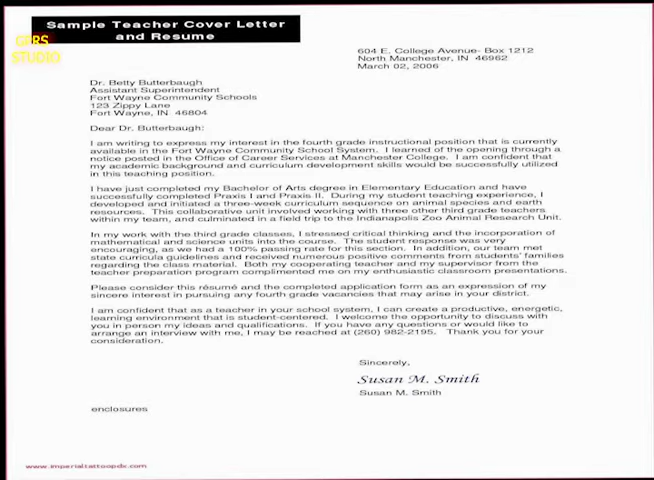 Sample Teacher Cover Letter
and Resume
GPRS
STUDIO
604 E. College Avenue- Box 1212
North Manchester, IN 46962
March 02, 2006
Dr. Betty Butterbaugh
Assistant Superintendent
Fort Wayne Community Schools
123 Zippy Lane
Fort Wayne, IN 46804
Dear Dr. Butterbaugh:
I am writing to express my interest in the fourth grade instructional position that is currently
available in the Fort Wayne Community School System. I learned of the opening through a
notice posted in the Office of Career Services at Manchester College. I am confident that
my academic background and curriculum development skills would be successfully utilized
in this teaching position.
I have just completed my Bachelor of Arts degree in Elementary Education and have
successfully completed Praxis I and Praxis II. During my student teaching experience, I
developed and initiated a three-week curriculum sequence on animal species and earth
resources. This collaborative unit involved working with three other third grade teachers
within my team, and culminated in a field trip to the Indianapolis Zoo Animal Research Unit.
In my work with the third grade classes, I stressed critical thinking and the incorporation of
mathematical and science units into the course. The student response was very
encouraging, as we had a 100% passing rate for this section. In addition, our team met
state curricula guidelines and received numerous positive comments from students' families
regarding the class material. Both my cooperating teacher and my supervisor from the
teacher preparation program complimented me on my enthusiastic classroom presentations.
Please consider this résumé and the completed application form as an expression of my
sincere interest in pursuing any fourth grade vacancies that may arise in your district.
I am confident that as a teacher in your school system, I can create a productive, energetic,
learning environment that is student-centered. I welcome the opportunity to discuss with
you in person my ideas and qualifications. If you have any questions or would like to
arrange an interview with me, I may be reached at (260) 982-2195. Thank you for your
consideration.
Sincerely,
Susan M. Smith
Susan M. Smith
enclosures
www.imperialtattoopdx.com